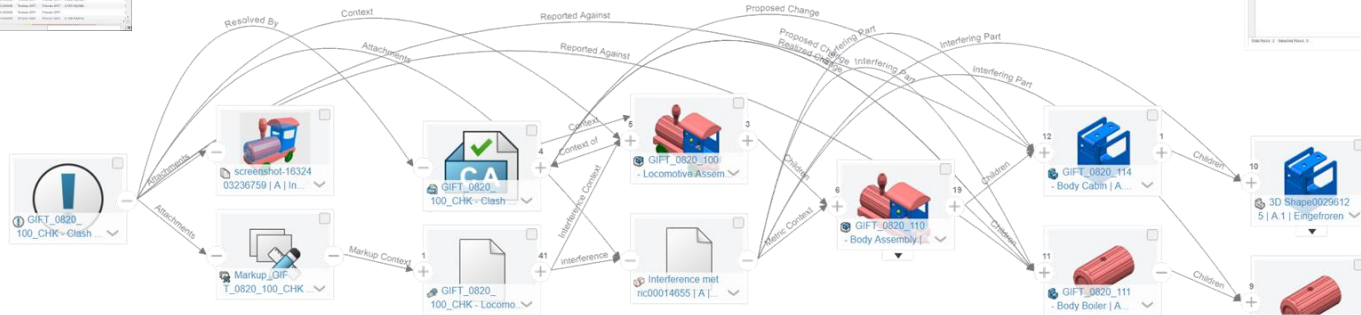 Resolved By
Context
Attachments
Reported Against
Reported Against
Proposed Change
Proposed Change
Realized Change
Interfering Part
Interfering Part
Interfering Part
Interfering Part
Attachments
Attachments
GIFT_0820_
100_CHK - Clash ...
screenshot-16324
03236759 | A | In...
Markup_GIF
T_0820_100_CHK ...
Markup Context
CA
4
GIFT_0820_
100_CHK - Clash ...
1
41
GIFT_0820_
100_CHK - Locomo...
Context
Context of
Interference Context
Interference
5
3
GIFT_0820_100
- Locomotive Assem...
Interference met
ric00014655 | A |...
Children
Metric Context
6
19
GIFT_0820_110
- Body Assembly |
Children
Children
12
1
GIFT_0820_114
- Body Cabin | A....
11
GIFT_0820_111
- Body Boiler | A...
Children
Children
10
3D Shape0029612
5 | A.1 | Eingefroren
9